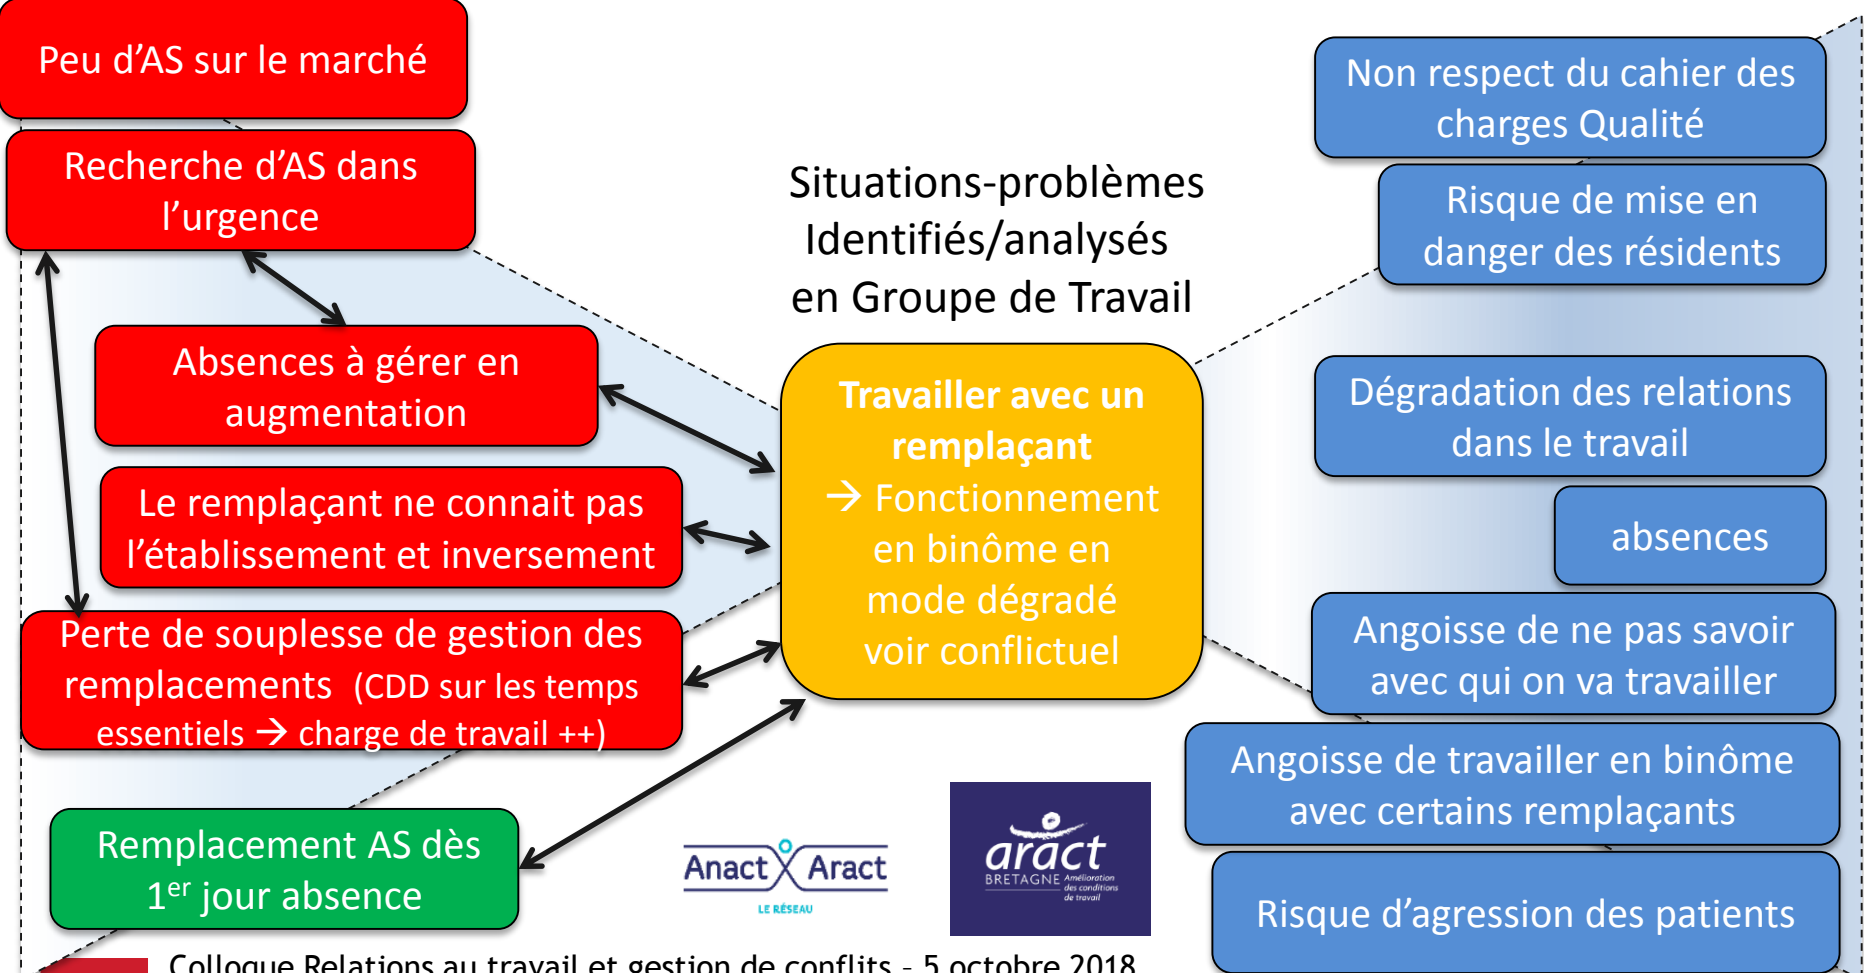 Peu d'AS sur le marché
Recherche d'AS dans
l'urgence
Absences à gérer en
augmentation
Le remplaçant ne connait pas
l'établissement et inversement
Perte de souplesse de gestion des
remplacements (CDD sur les temps
essentiels → charge de travail ++)
Remplacement AS dès
1er jour absence
Situations-problèmes
Identifiés/analysés
en Groupe de Travail
Travailler avec un
remplaçant
→ Fonctionnement
en binôme en
mode dégradé
voir conflictuel
Non respect du cahier des
charges Qualité
Risque de mise en
danger des résidents
Dégradation des relations
dans le travail
absences
Angoisse de ne pas savoir
avec qui on va travailler
Angoisse de travailler en binôme
avec certains remplaçants
Risque d'agression des patients
Anact Aract
LE RÉSEAU
aract
BRETAGNE Amélioration
des conditions
de travail
Colloque Relations au travail et gestion de conflits - 5 octobre 2018